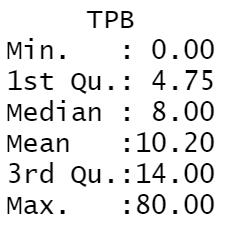 TPB
Min.   : 0.00
1st Qu.: 4.75
Median : 8.00
Mean   :10.20
3rd Qu.:14.00
Max.   :80.00